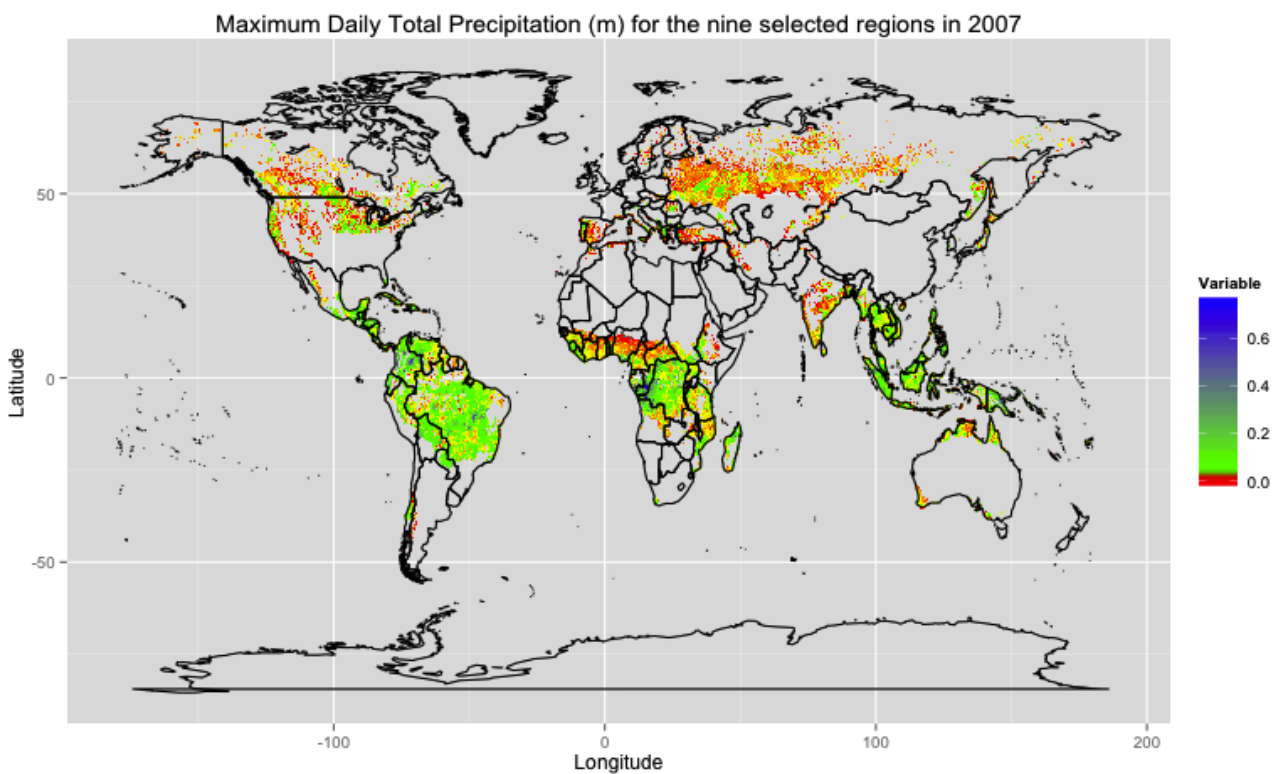 Maximum Daily Total Precipitation (m) for the nine selected regions in 2007
Latitude
50
0
-50
-100
0
100
200
Longitude
Variable
0.6
0.4
0.2
0.0